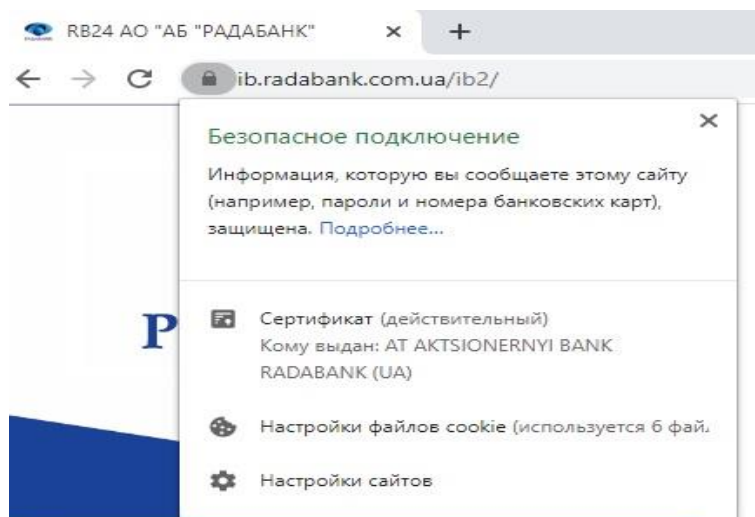 RB24 АО "АБ "РАДАБАНК"
ib.radabank.com.ua/ib2/
Безопасное подключение
Информация, которую вы сообщаете этому сайту
(например, пароли и номера банковских карт),
защищена. Подробнее...
Р
Сертификат (действительный)
Кому выдан: AT AKTSIONERNYI BANK
RADABANK (UA)
Настройки файлов cookie (используется 6 фай
Настройки сайтов